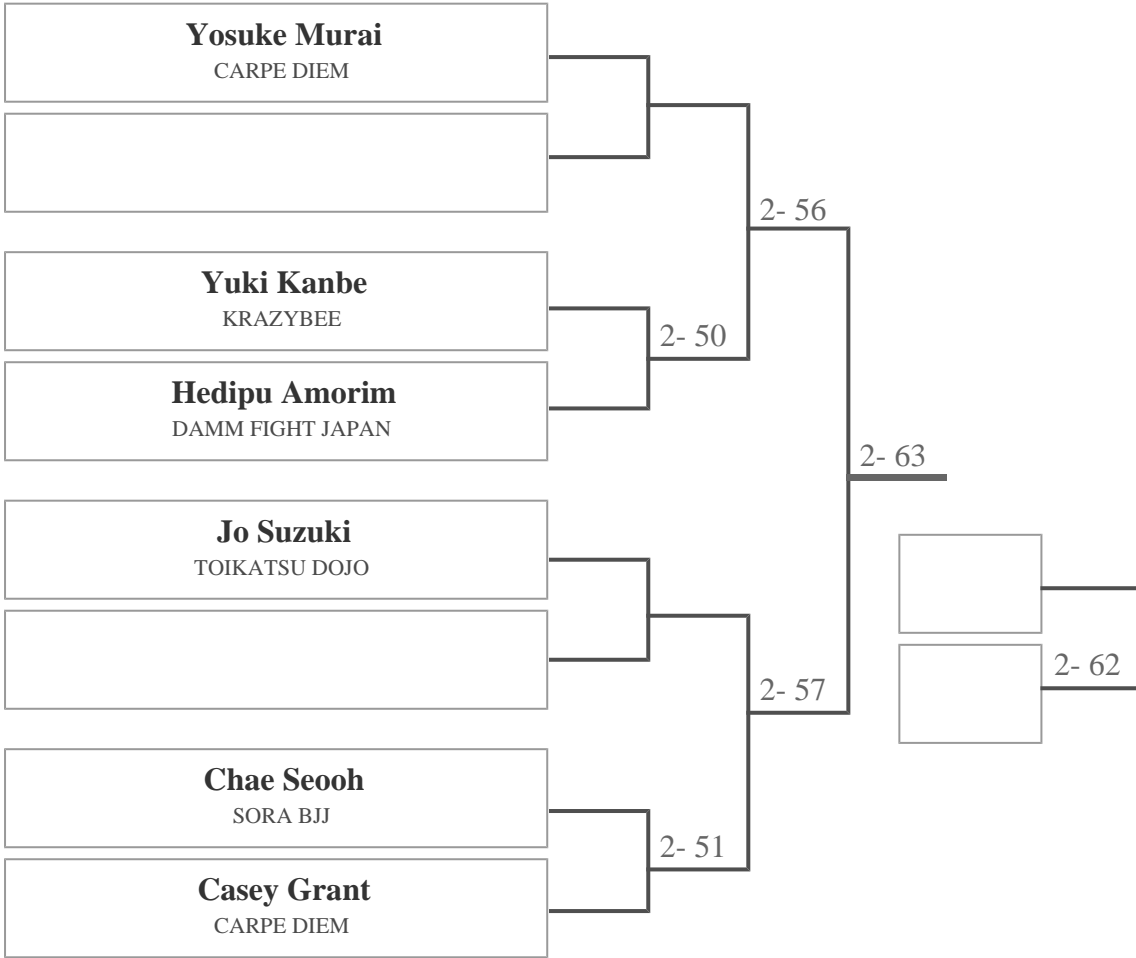 Yosuke Murai
CARPE DIEM
2- 56
Yuki Kanbe
KRAZYBEE
2- 50
Hedipu Amorim
DAMM FIGHT JAPAN
2- 63
Jo Suzuki
TOIKATSU DOJO
2- 62
2- 57
Chae Seooh
SORA BJJ
2- 51
Casey Grant
CARPE DIEM